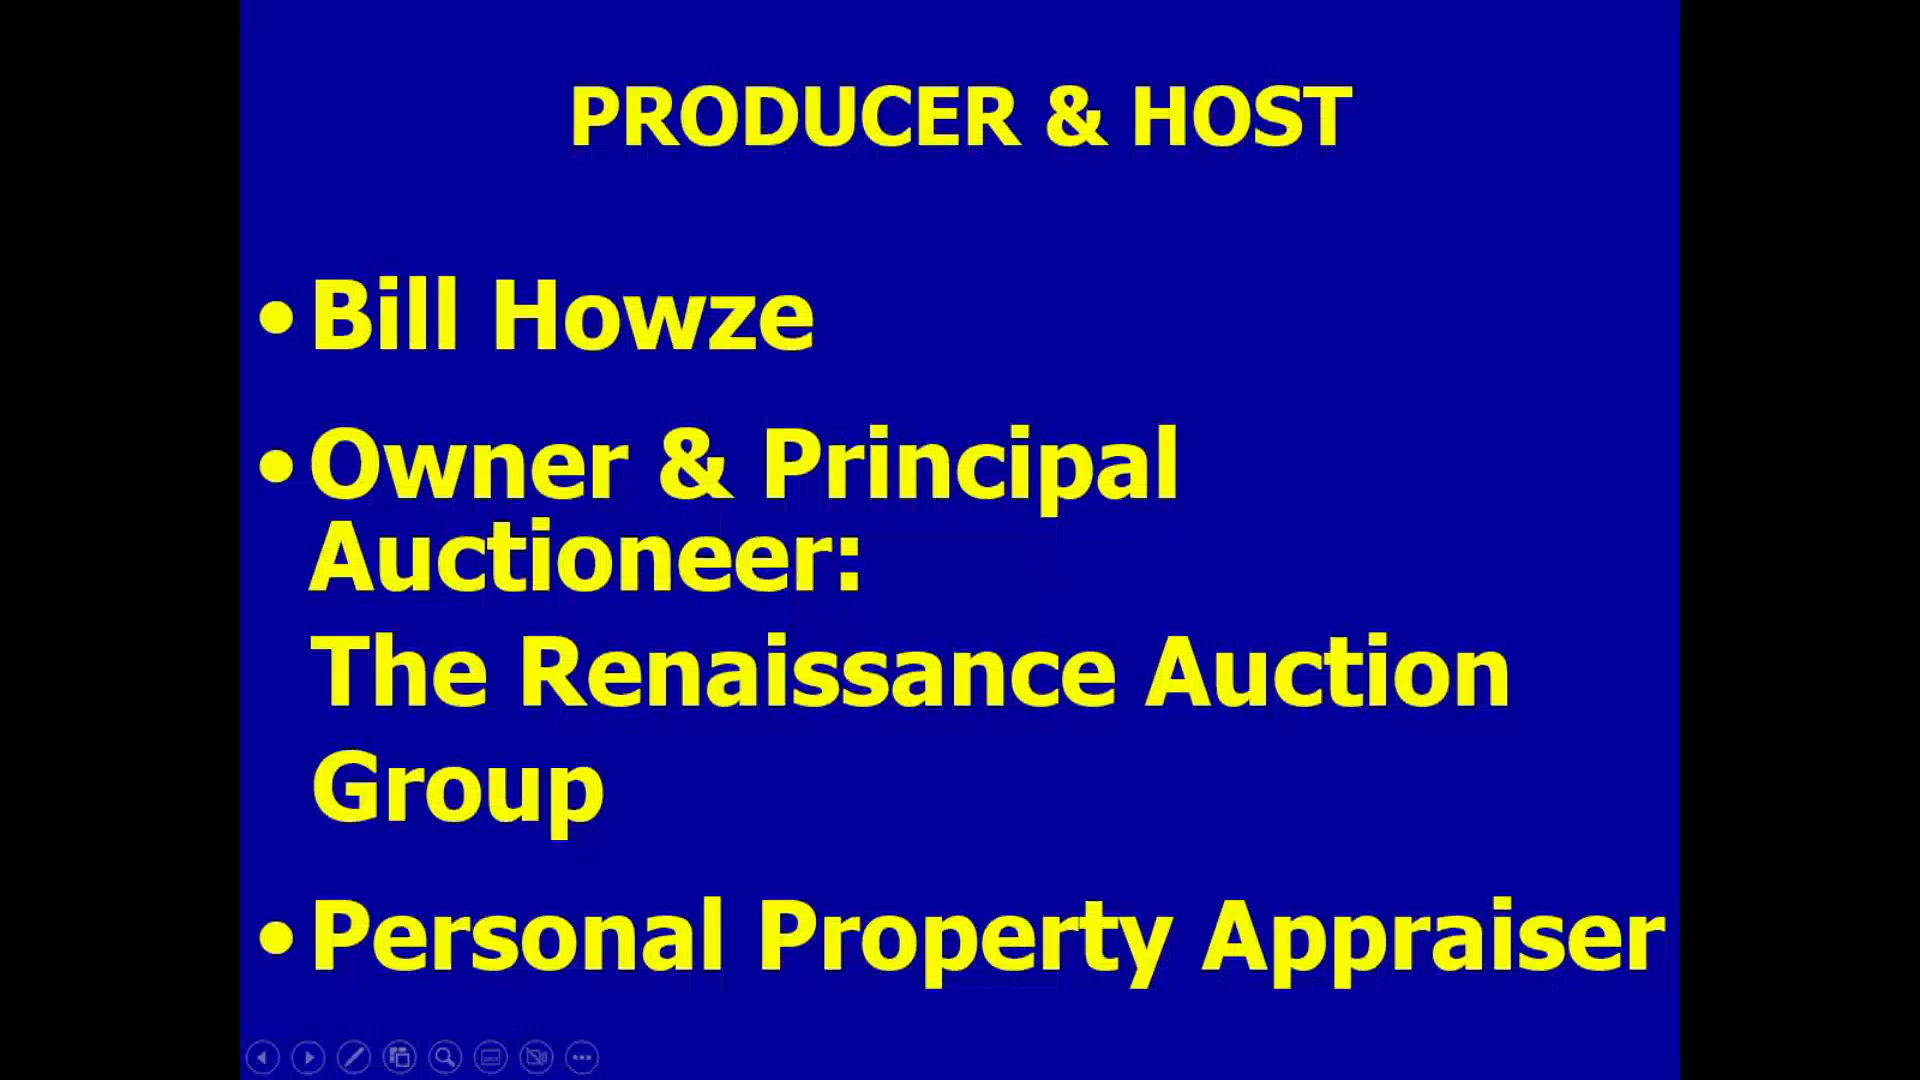 PRODUCER & HOST
• Bill Howze
• Owner & Principal
Auctioneer:
The Renaissance Auction
Group
• Personal Property Appraiser